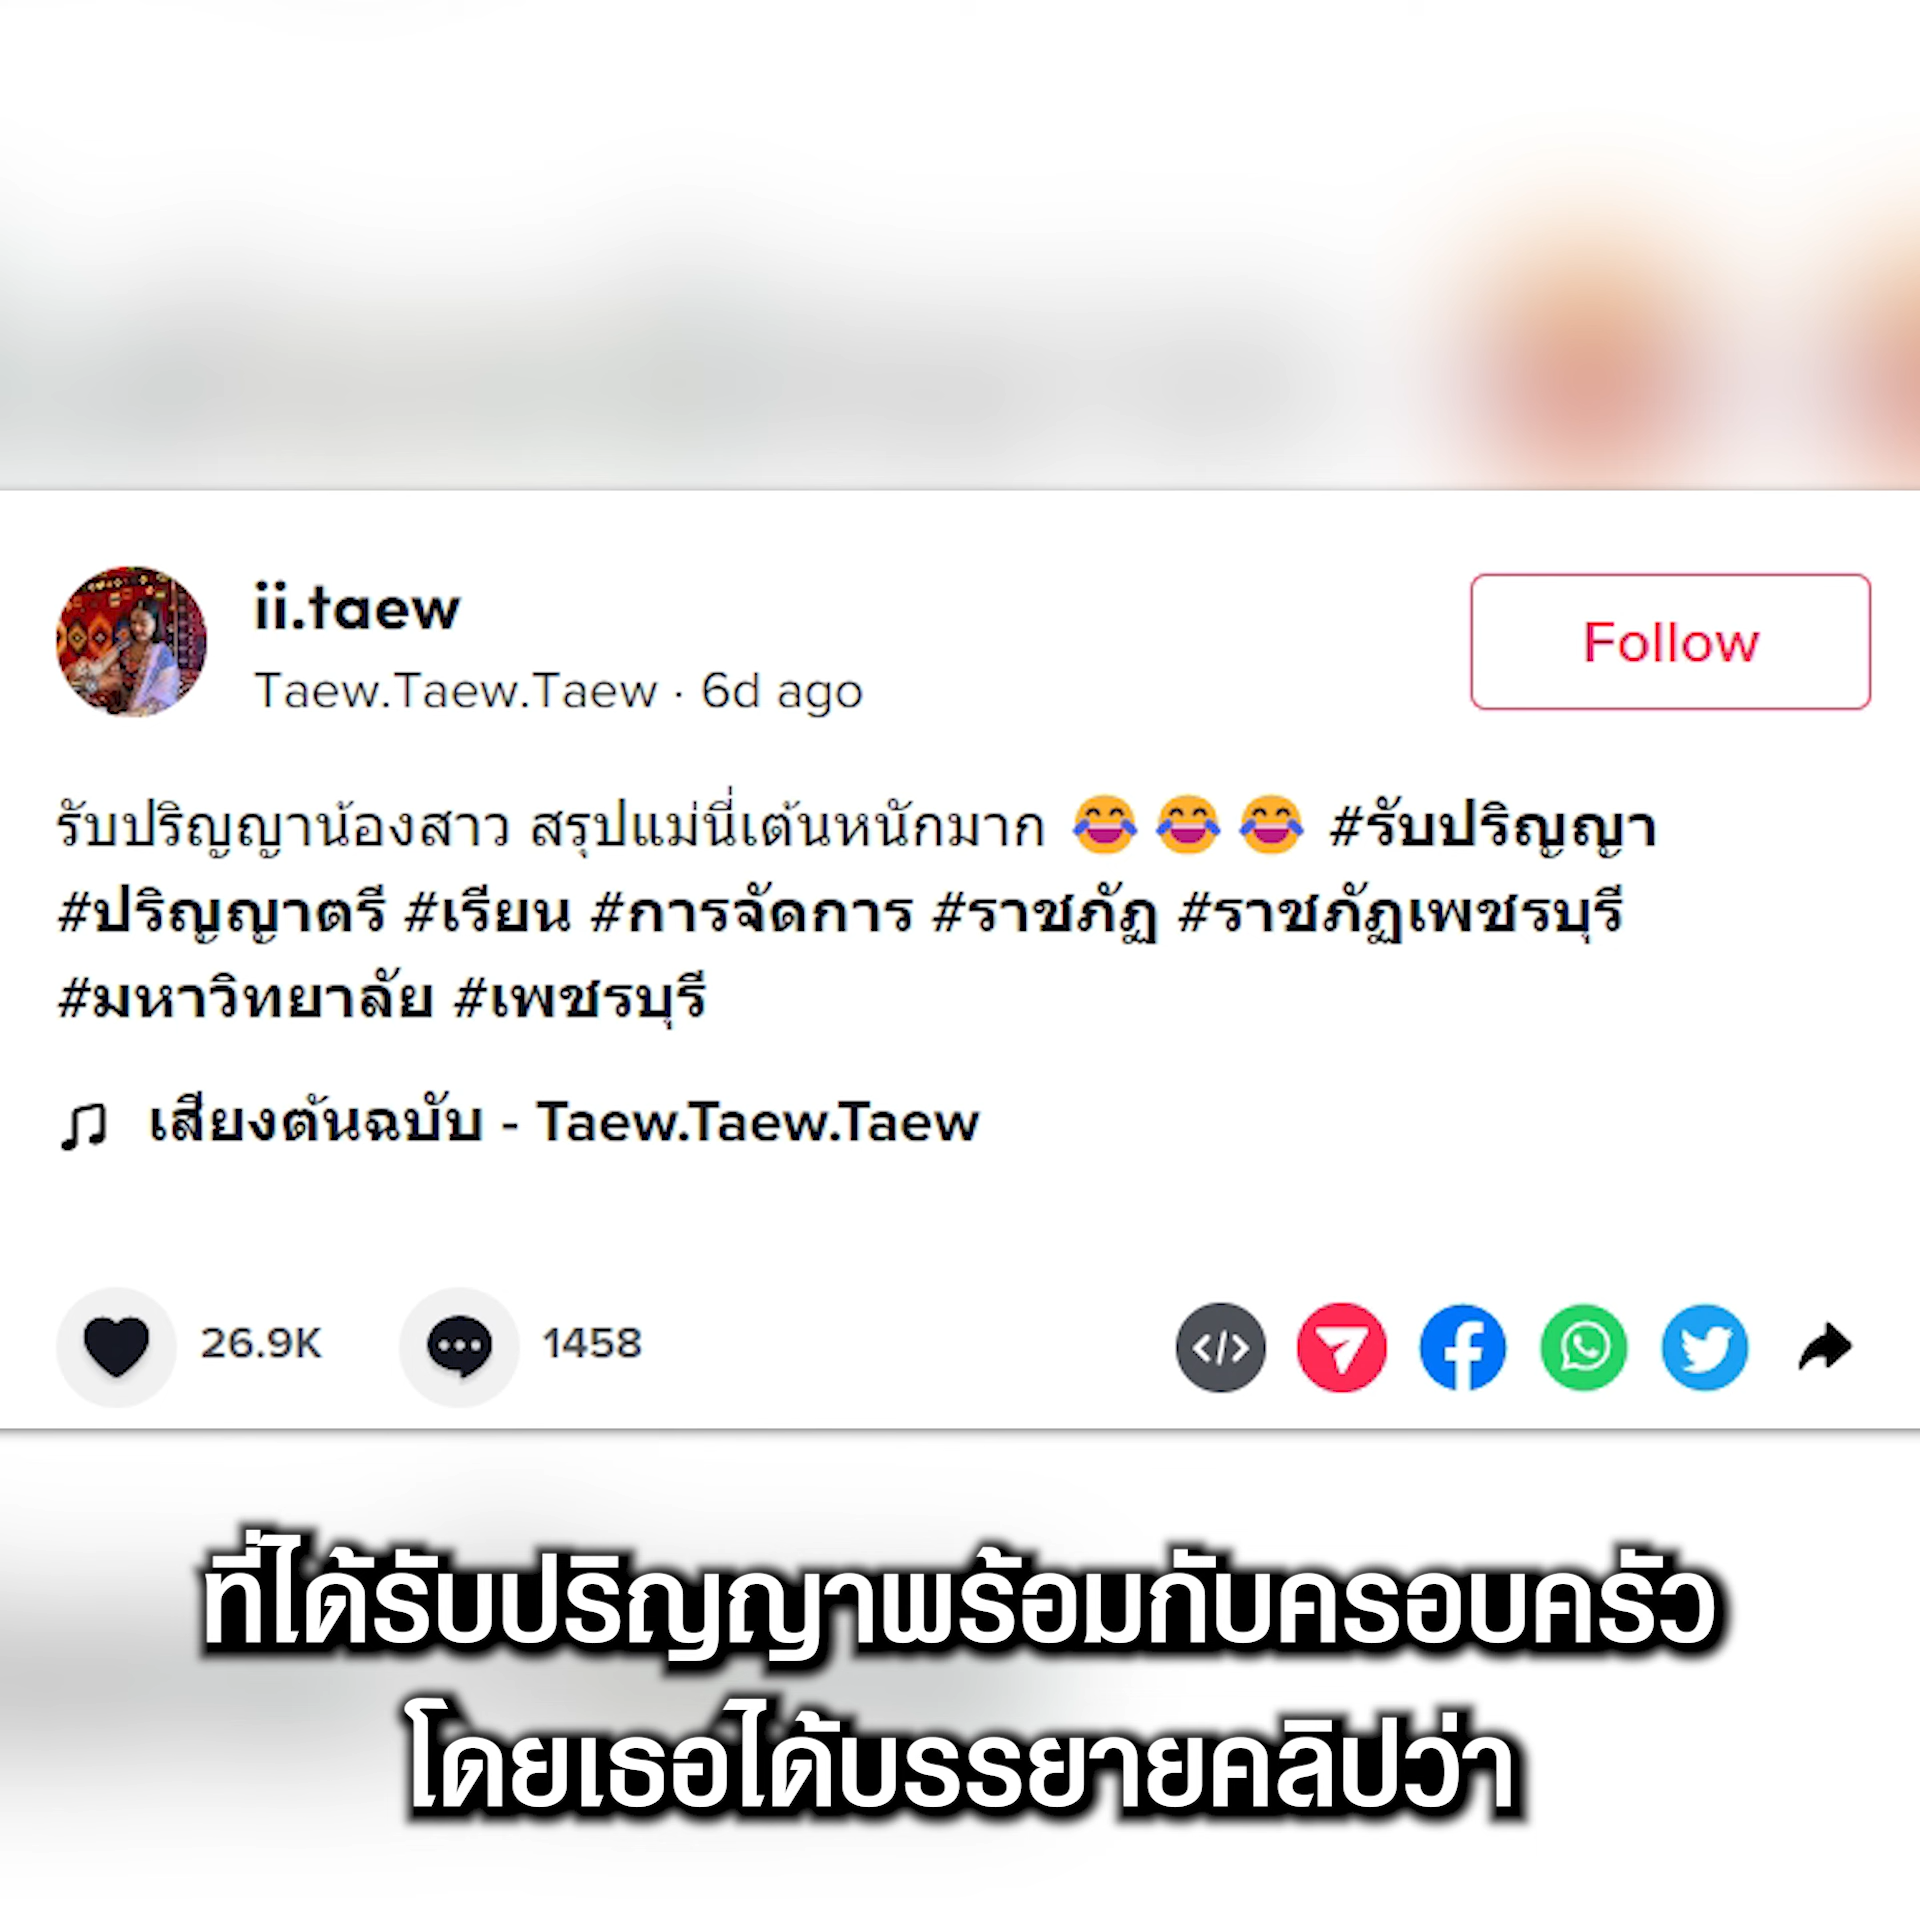 ii.taew
Taew.Taew.Taew · 6d ago
Follow
รับปริญญาน้องสาว สรุปแม่นี่เต้นหนักมาก 😂 😂 😂 #รับปริญญา
#ปริญญาตรี #เรียน #การจัดการ #ราชภัฏ #ราชภัฏเพชรบุรี
#มหาวิทยาลัย #เพชรบุรี
เสียงต้นฉบับ - Taew.Taew.Taew
26.9K
1458
ที่ได้รับปริญญาพร้อมกับครอบครัว
โดยเธอได้บรรยายคลิปว่า